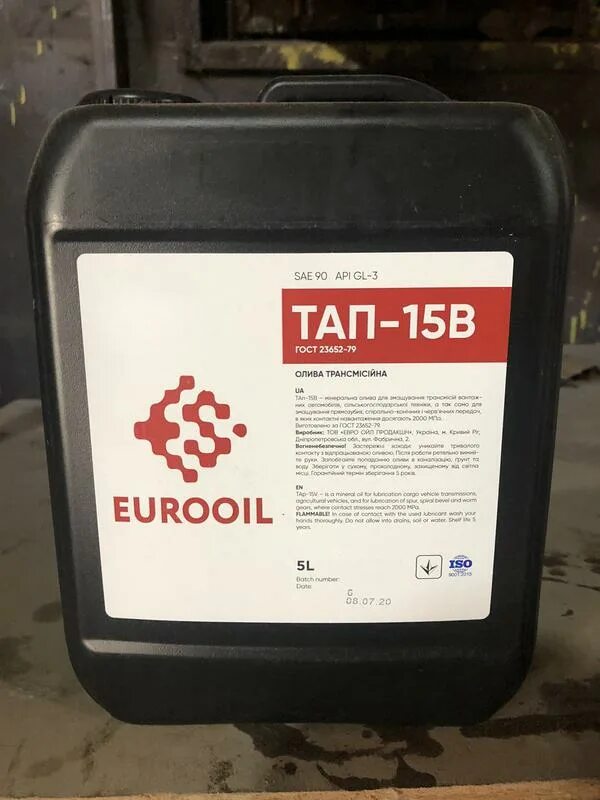 SAE 90 API GL-3
ТАП-15В
ГОСТ 23652-79
ОЛИВА ТРАНСМІСІЙНА
UA
ТАп-15В – мінеральна олива для змащування трансмісій вантаж-
них автомобілів, сільськогосподарської техніки, а так само для
змащування прямозубих, спірально-конічних і черв'ячних передач,
в яких контактні навантаження досягають 2000 МПа.
Виготовлено за ГОСТ 23652-79.
Виробник: ТОВ «ЄВРО ОЙЛ ПРОДАКШН», Україна, м. Кривий Ріг,
Дніпропетровська обл., вул. Фабрична, 2.
Вогненебезпечно! Застережні заходи: уникайте тривалого
контакту з відпрацьованою оливою. Після роботи ретельно вимий-
те руки. Запобігайте попаданню оливи в каналізацію, ґрунт та
воду. Зберігати у сухому, прохолодному, захищеному від світла
місці. Гарантійний термін зберігання 5 років.
EN
TAp-15V – is a mineral oil for lubrication cargo vehicle transmissions,
agricultural vehicles, and for lubrication of spur, spiral bevel and worm
gears, where contact stresses reach 2000 MPa.
FLAMMABLE! In case of contact with the used lubricant wash your
hands thoroughly. Do not allow into drains, soil or water. Shelf life 5
years.
ES
EUROOIL
5L
Batch number:
Date:
G
08.07.20
ISO
9001:2015